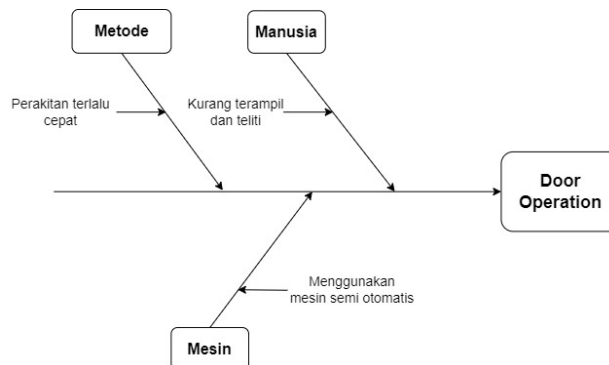 Metode
Manusia
Perakitan terlalu
cepat
Kurang terampil
dan teliti
Door
Operation
Menggunakan
mesin semi otomatis
Mesin